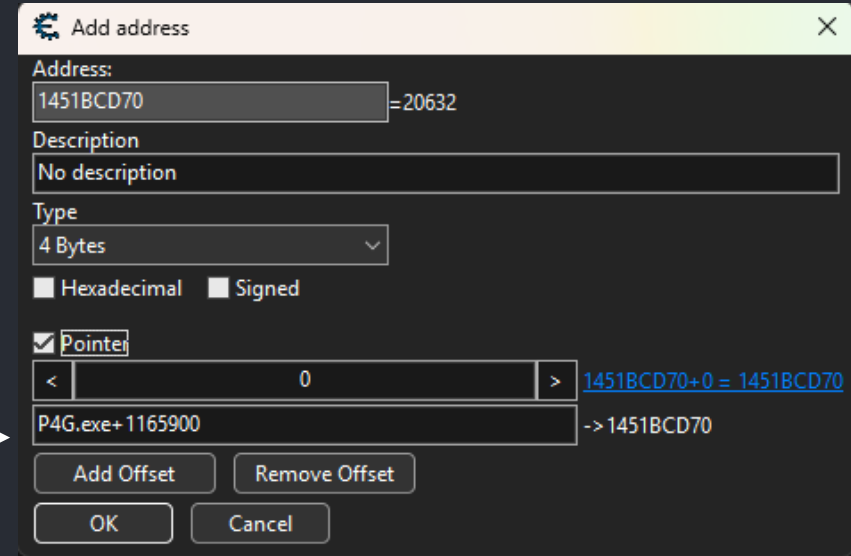 Add address
Address:
1451BCD70 =20632
Description
No description
Type
4 Bytes
Hexadecimal Signed
Pointer
< 0 > 1451BCD70+0 = 1451BCD70
P4G.exe+1165900 ->1451BCD70
Add Offset Remove Offset
OK Cancel